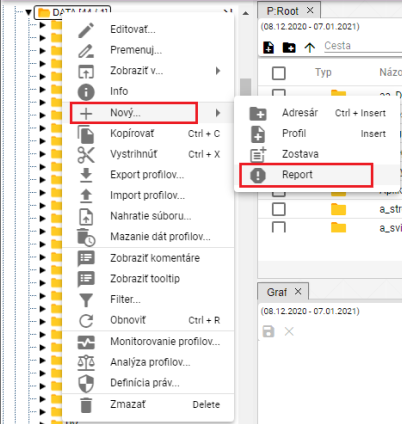 DATA [44 / 1]
Editovať...
Premenuj...
Zobraziť v...
Info
Nový...
Kopírovať Ctrl + C
Vystrihnúť Ctrl + X
Export profilov...
Import profilov...
Nahratie súboru...
Mazanie dát profilov...
Zobraziť komentáre
Zobraziť tooltip
Filter...
Obnoviť Ctrl + R
Monitorovanie profilov...
Analýza profilov...
Definícia práv...
Zmazať Delete
Adresár Ctrl + Insert
Profil Insert
Zostava
Report
P:Root ×
(08.12.2020 - 07.01.2021)
Cesta
Typ Názo
a_str
a_svi
Graf ×
(08.12.2020 - 07.01.2021)